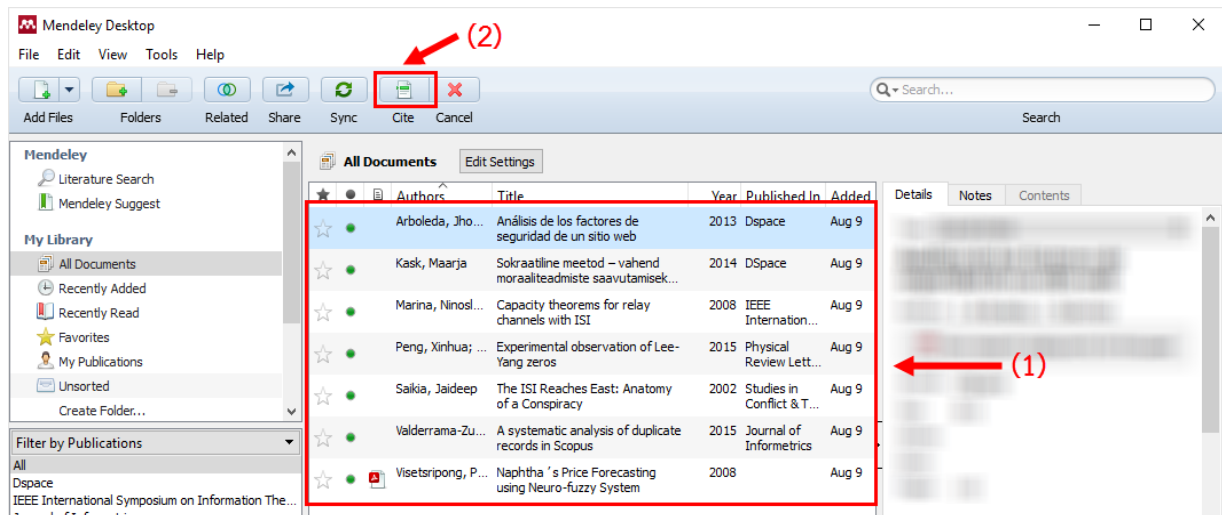 Mendeley Desktop
(2)
File Edit View Tools Help
Search...
Add Files Folders Related Share Sync Cite Cancel Search
Mendeley
Literature Search
Mendeley Suggest
My Library
All Documents
Recently Added
Recently Read
Favorites
My Publications
Unsorted
Create Folder...
Filter by Publications
All
Dspace
IEEE International Symposium on Information The...
All Documents Edit Settings
Authors Title Year Published In Added
Arboleda, Jho... Análisis de los factores de 2013 Dspace Aug 9
seguridad de un sitio web
Kask, Maarja Sokraatiline meetod – vahend 2014 DSpace Aug 9
moraaliteadmiste saavutamisek...
Marina, Ninosl... Capacity theorems for relay 2008 IEEE Aug 9
channels with ISI Internation...
Peng, Xinhua; ... Experimental observation of Lee- 2015 Physical Aug 9
Yang zeros Review Lett...
Saikia, Jaideep The ISI Reaches East: Anatomy 2002 Studies in Aug 9
of a Conspiracy Conflict & T...
Valderrama-Zu... A systematic analysis of duplicate 2015 Journal of Aug 9
records in Scopus Informetrics
Visetsripong, P... Naphtha ’s Price Forecasting 2008 Aug 9
using Neuro-fuzzy System
Details Notes Contents
(1)